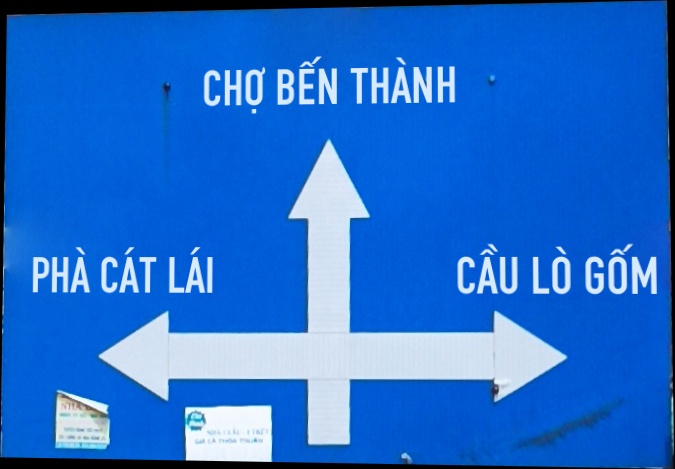 CHỢ BẾN THÀNH
PHÀ CÁT LÁI
CẦU LÒ GỐM